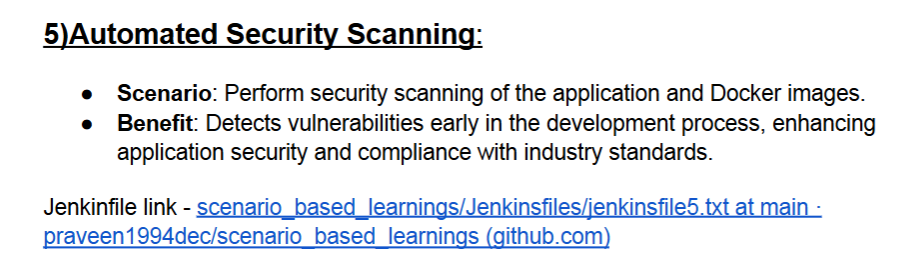 5)Automated Security Scanning:
● Scenario: Perform security scanning of the application and Docker images.
● Benefit: Detects vulnerabilities early in the development process, enhancing
application security and compliance with industry standards.
Jenkinfile link - scenario_based_learnings/Jenkinsfiles/jenkinsfile5.txt at main ·
praveen1994dec/scenario_based_learnings (github.com)